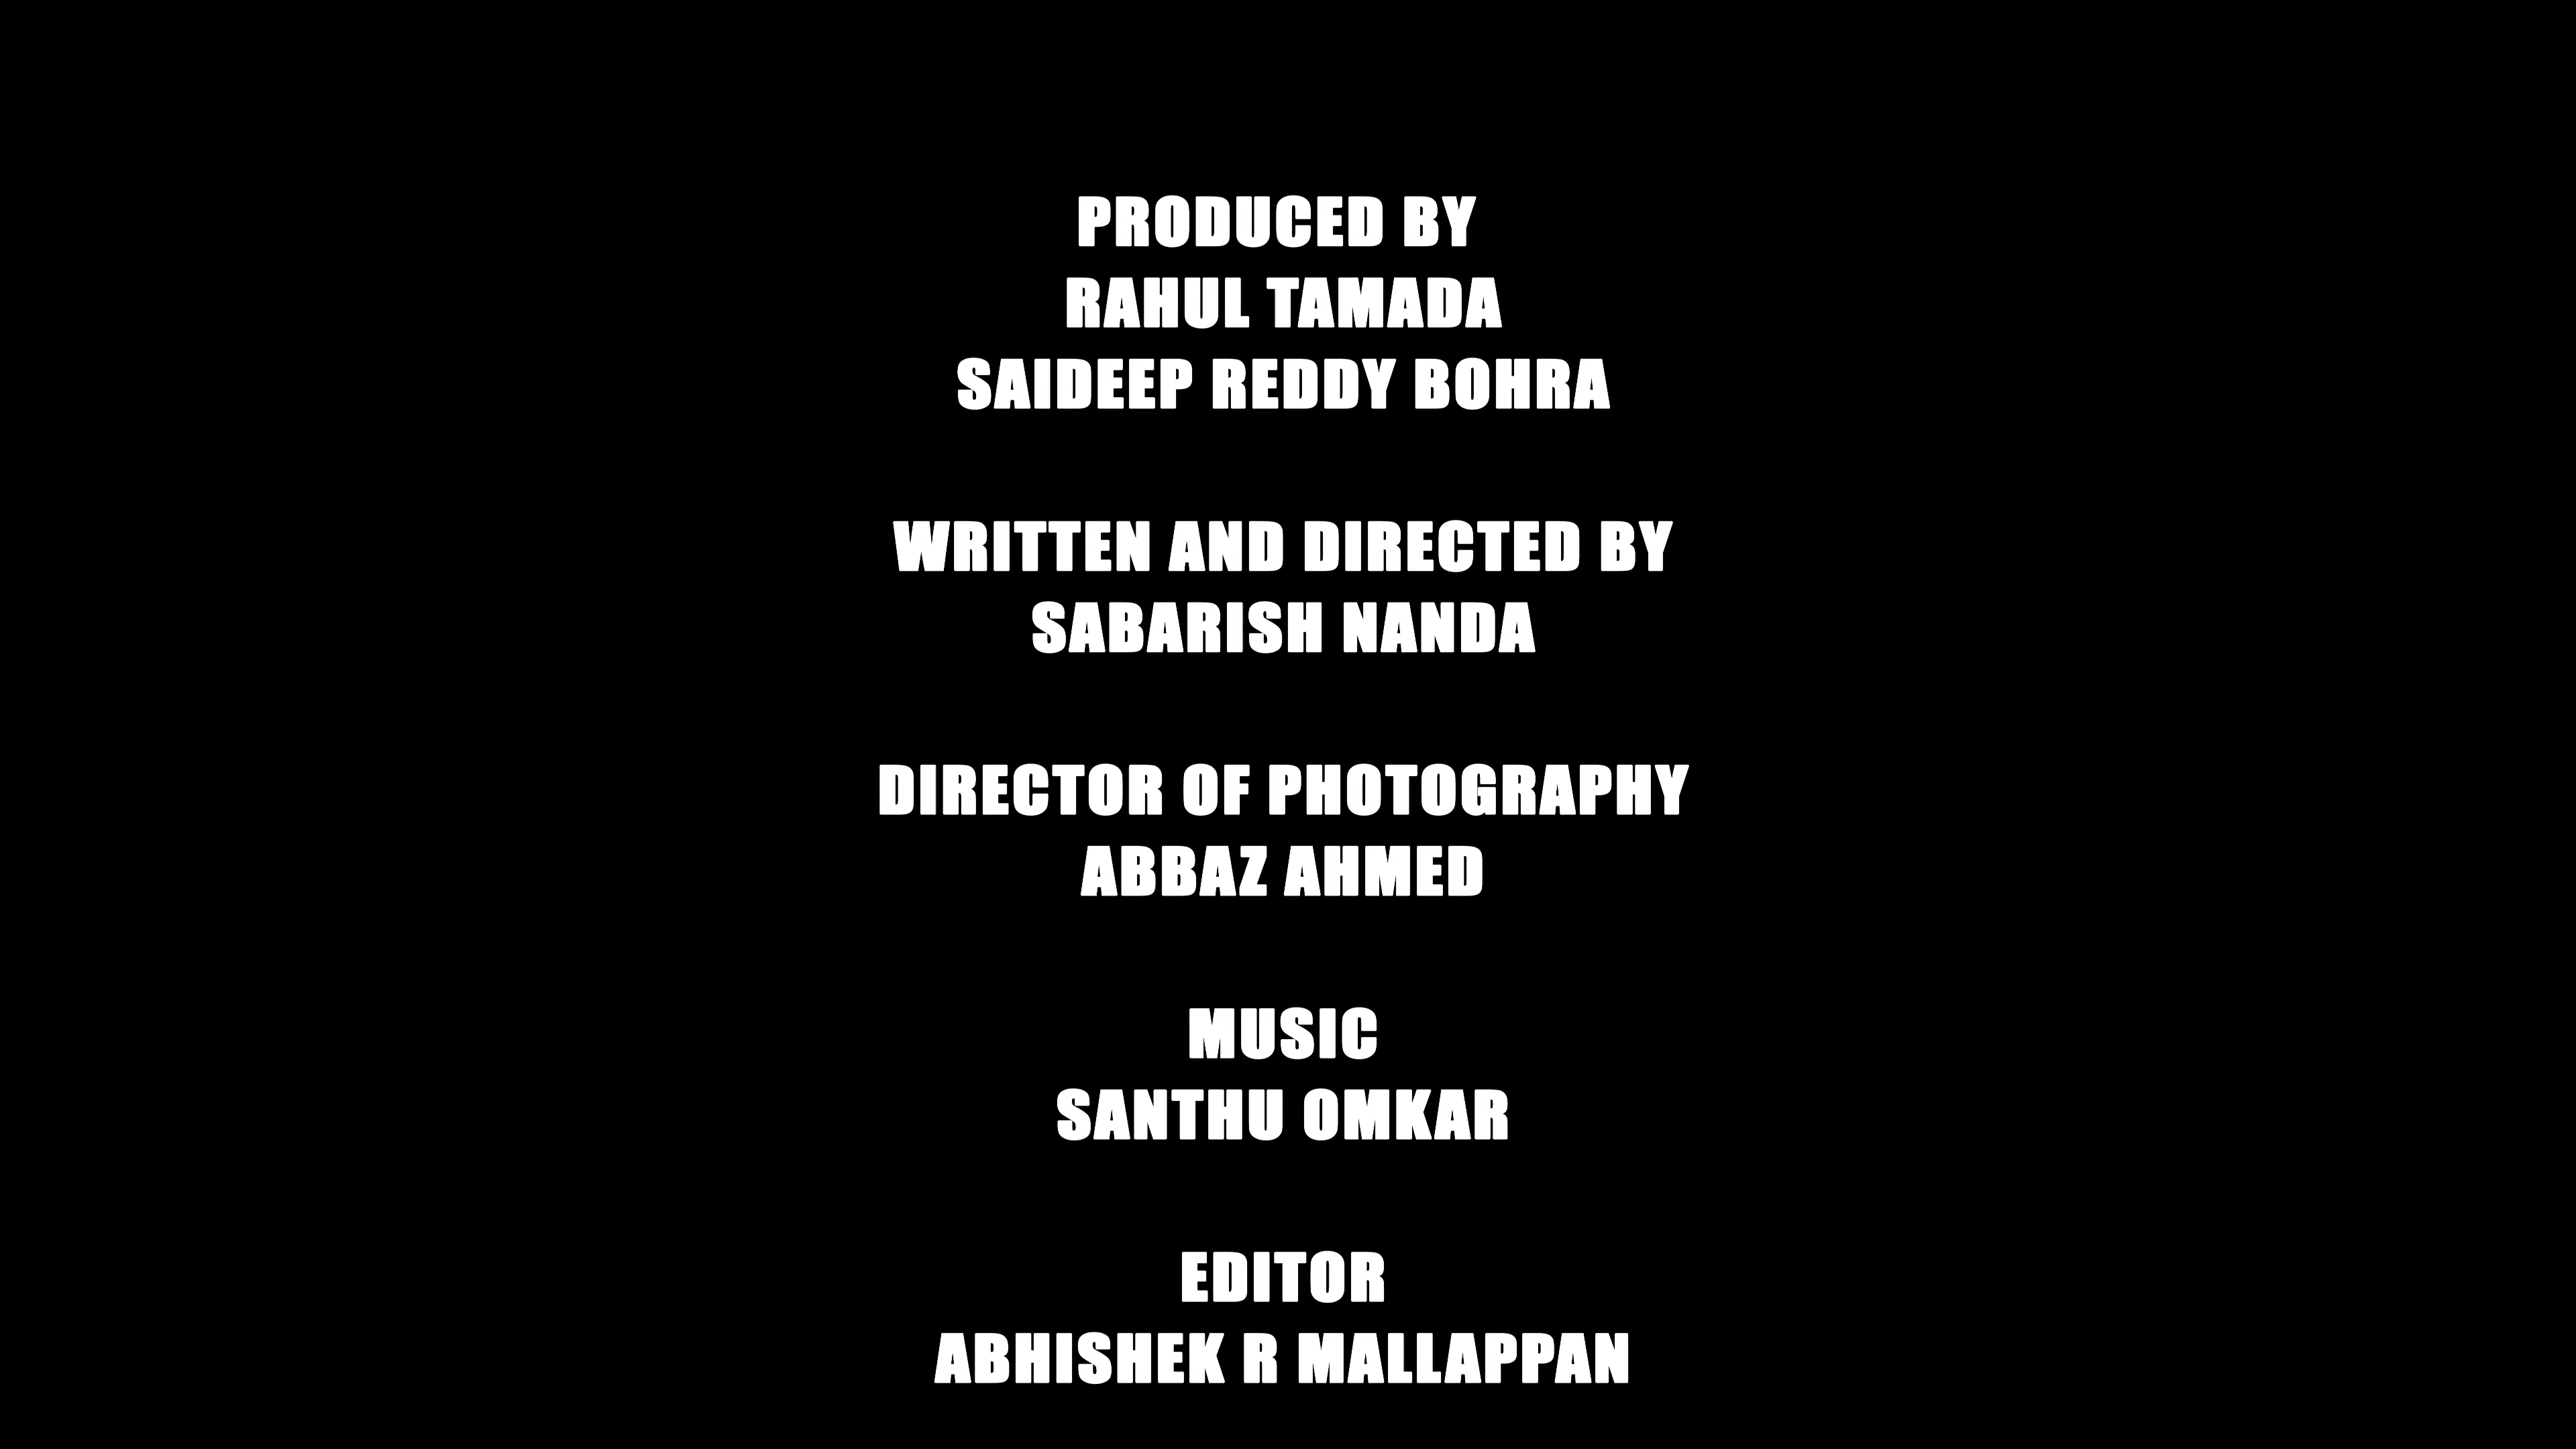 PRODUCED BY
RAHUL TAMADA
SAIDEEP REDDY BOHRA
WRITTEN AND DIRECTED BY
SABARISH NANDA
DIRECTOR OF PHOTOGRAPHY
ABBAZ AHMED
MUSIC
SANTHU OMKAR
EDITOR
ABHISHEK R MALLAPPAN